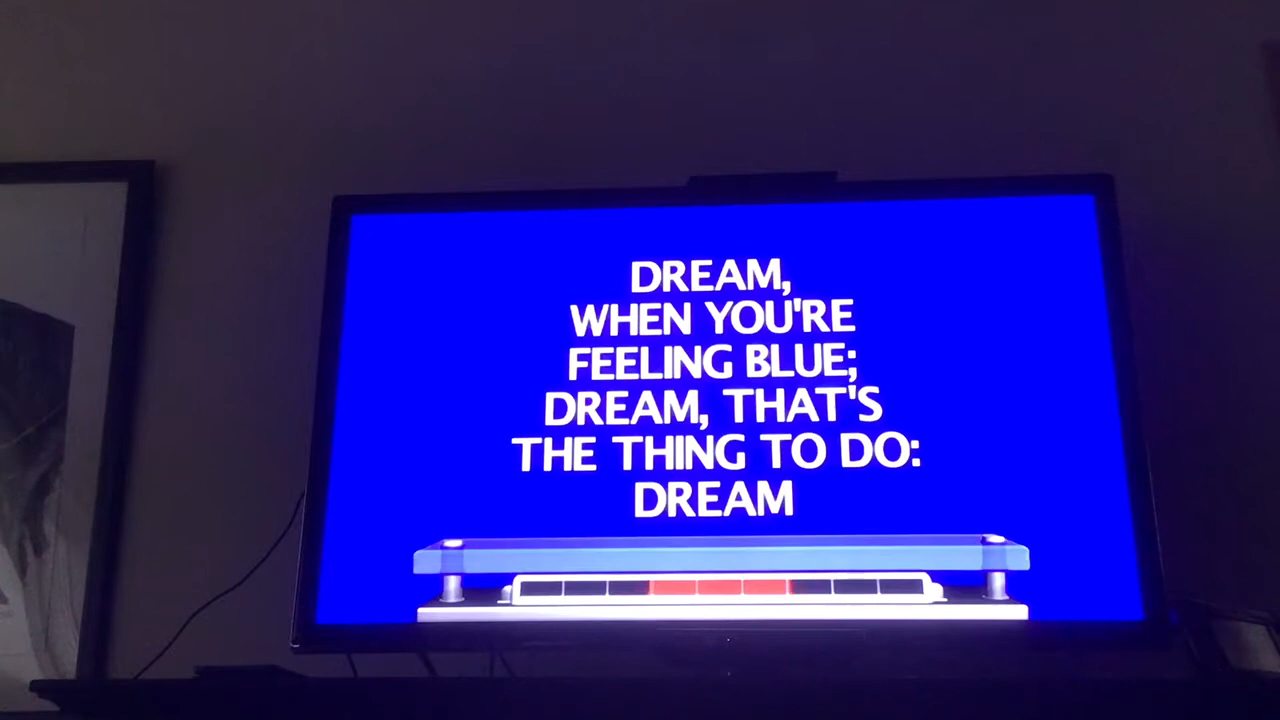 DREAM,
WHEN YOU'RE
FEELING BLUE;
DREAM, THAT'S
THE THING TO DO:
DREAM